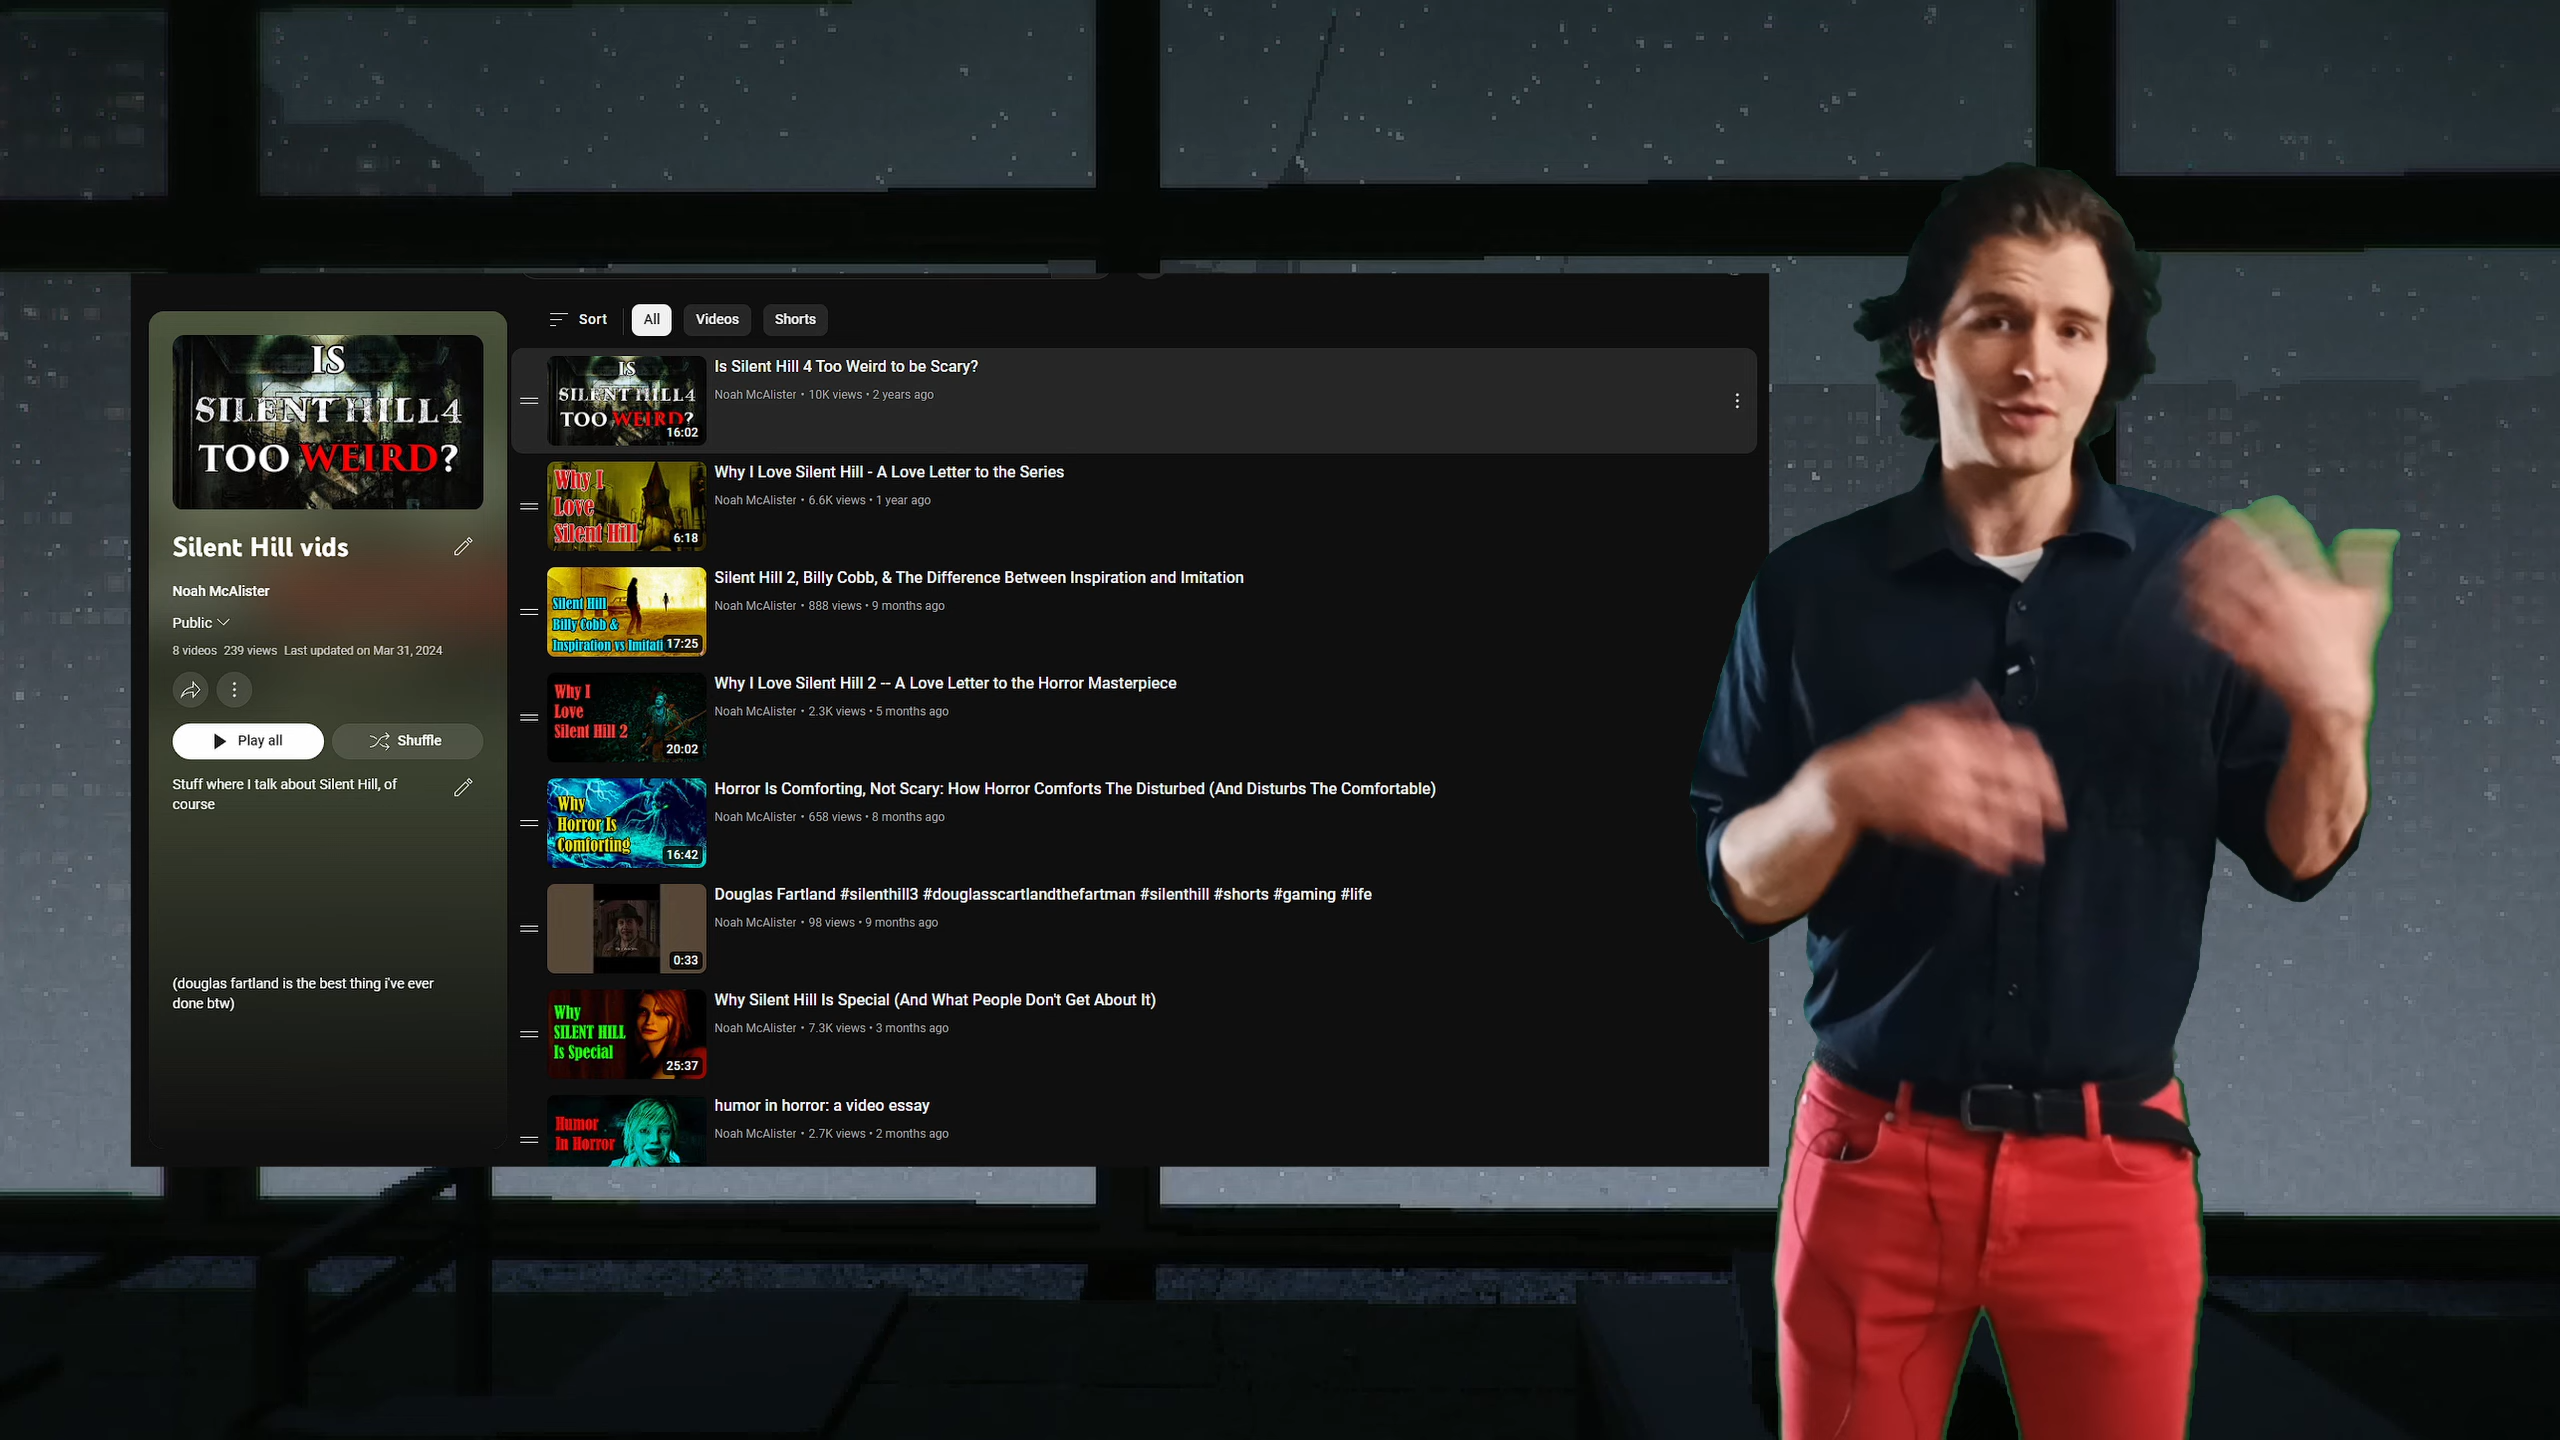 IS
SILENT HILL4
TOO WEIRD?
Silent Hill vids
Noah McAlister
Public
8 videos 239 views Last updated on Mar 31, 2024
Play all
Shuffle
Stuff where I talk about Silent Hill, of
course
(douglas fartland is the best thing i've ever
done btw)
Sort
All
Videos
Shorts
IS
SILENT HILL4
TOO WEIRD?
16:02
Is Silent Hill 4 Too Weird to be Scary?
Noah McAlister • 10K views • 2 years ago
Why I
Love
Silent Hill
6:18
Why I Love Silent Hill - A Love Letter to the Series
Noah McAlister • 6.6K views • 1 year ago
Silent Hill
Billy Cobb &
Inspiration vs Imitati
17:25
Silent Hill 2, Billy Cobb, & The Difference Between Inspiration and Imitation
Noah McAlister • 888 views • 9 months ago
Why I
Love
Silent Hill 2
20:02
Why I Love Silent Hill 2 -- A Love Letter to the Horror Masterpiece
Noah McAlister • 2.3K views • 5 months ago
Why
Horror Is
Comforting
16:42
Horror Is Comforting, Not Scary: How Horror Comforts The Disturbed (And Disturbs The Comfortable)
Noah McAlister • 658 views • 8 months ago
0:33
Douglas Fartland #silenthill3 #douglasscartlandthefartman #silenthill #shorts #gaming #life
Noah McAlister • 98 views • 9 months ago
Why
SILENT HILL
Is Special
25:37
Why Silent Hill Is Special (And What People Don't Get About It)
Noah McAlister • 7.3K views • 3 months ago
Humor
In Horror
humor in horror: a video essay
Noah McAlister • 2.7K views • 2 months ago